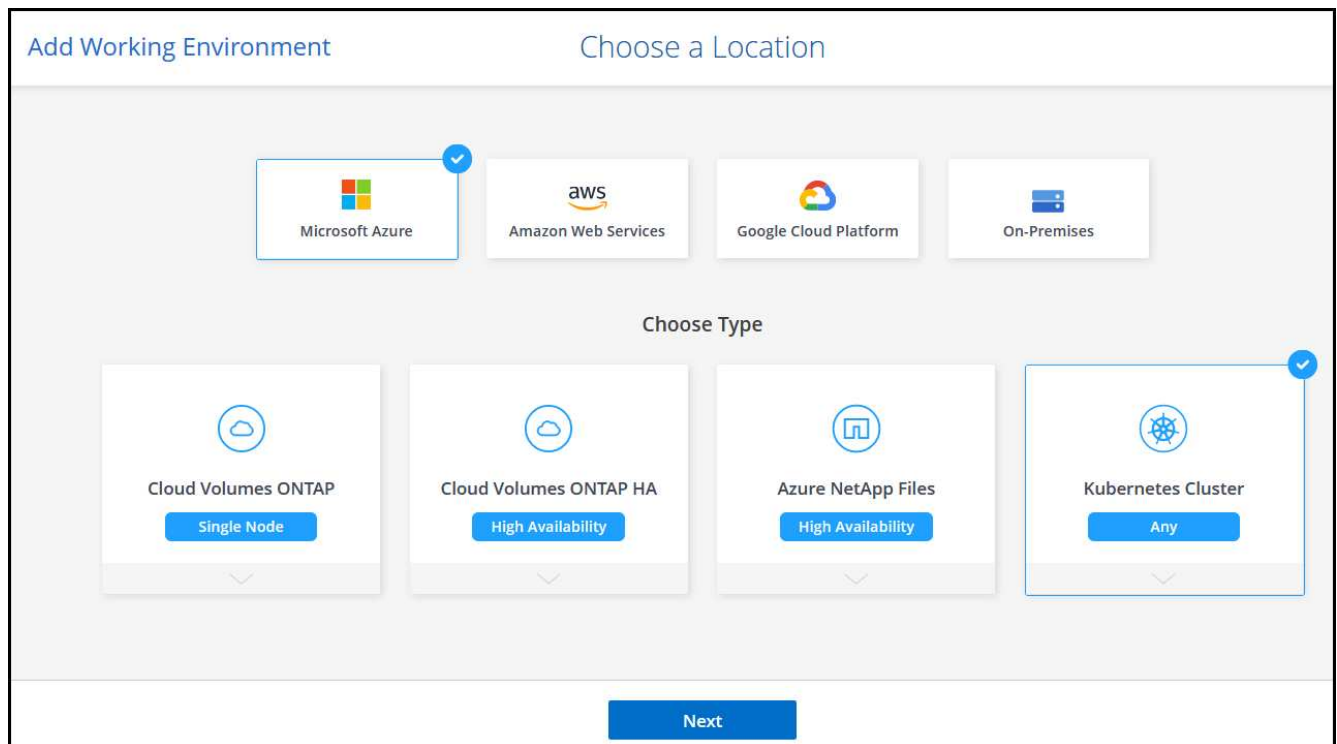 Add Working Environment
Choose a Location
aws
Microsoft Azure
Amazon Web Services
Google Cloud Platform
On-Premises
Choose Type
Cloud Volumes ONTAP
Cloud Volumes ONTAP HA
Azure NetApp Files
Kubernetes Cluster
Single Node
High Availability
High Availability
Any
Next